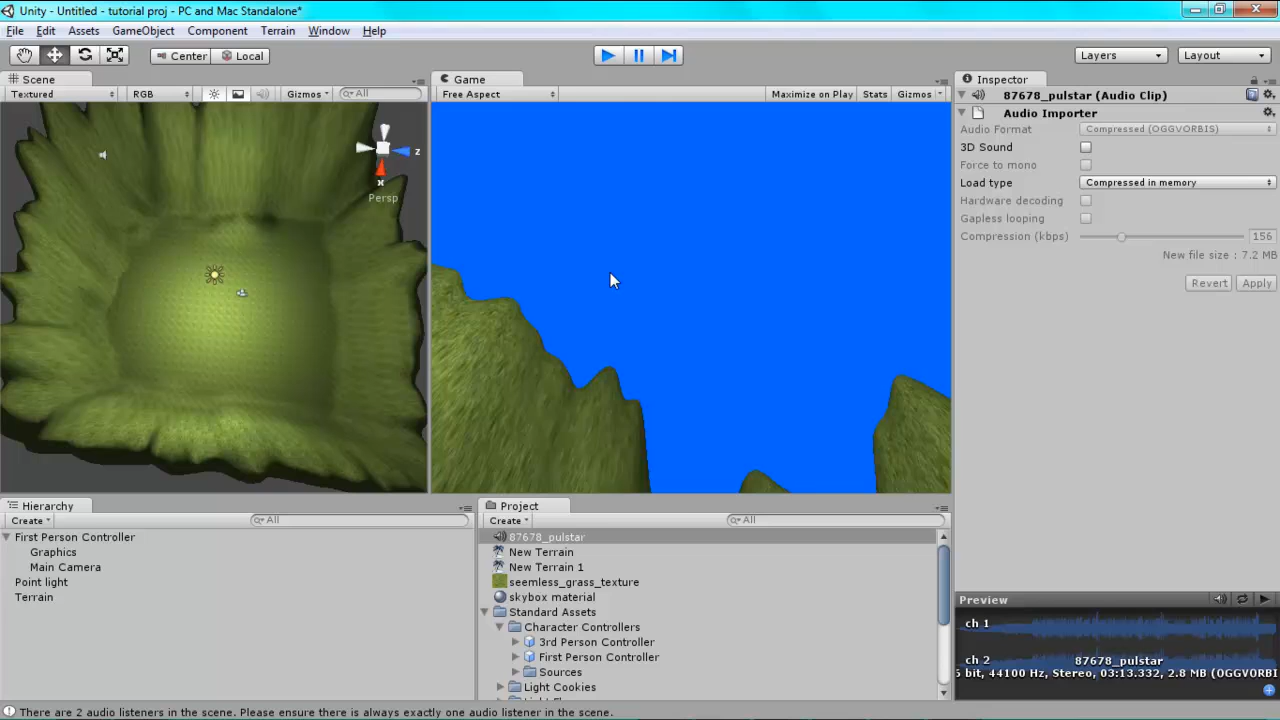 Unity - Untitled - tutorial proj - PC and Mac Standalone*
File Edit Assets GameObject Component Terrain Window Help
Center Local Layers Layout
Scene
Textured RGB Gizmos All
z
x
Persp
Game
Free Aspect Maximize on Play Stats Gizmos
Inspector
87678_pulstar (Audio Clip)
Audio Importer
Audio Format Compressed (OGGVORBIS)
3D Sound
Force to mono
Load type Compressed in memory
Hardware decoding
Gapless looping
Compression (kbps) 156
New file size : 7.2 MB
Revert Apply
Hierarchy
Create All
First Person Controller
Graphics
Main Camera
Point light
Terrain
Project
Create All
87678_pulstar
New Terrain
New Terrain 1
seemless_grass_texture
skybox material
Standard Assets
Character Controllers
3rd Person Controller
First Person Controller
Sources
Light Cookies
Preview
ch 1
ch 2
87678_pulstar
bit, 44100 Hz, Stereo, 03:13.332, 2.8 MB (OGGVORBI
There are 2 audio listeners in the scene. Please ensure there is always exactly one audio listener in the scene.